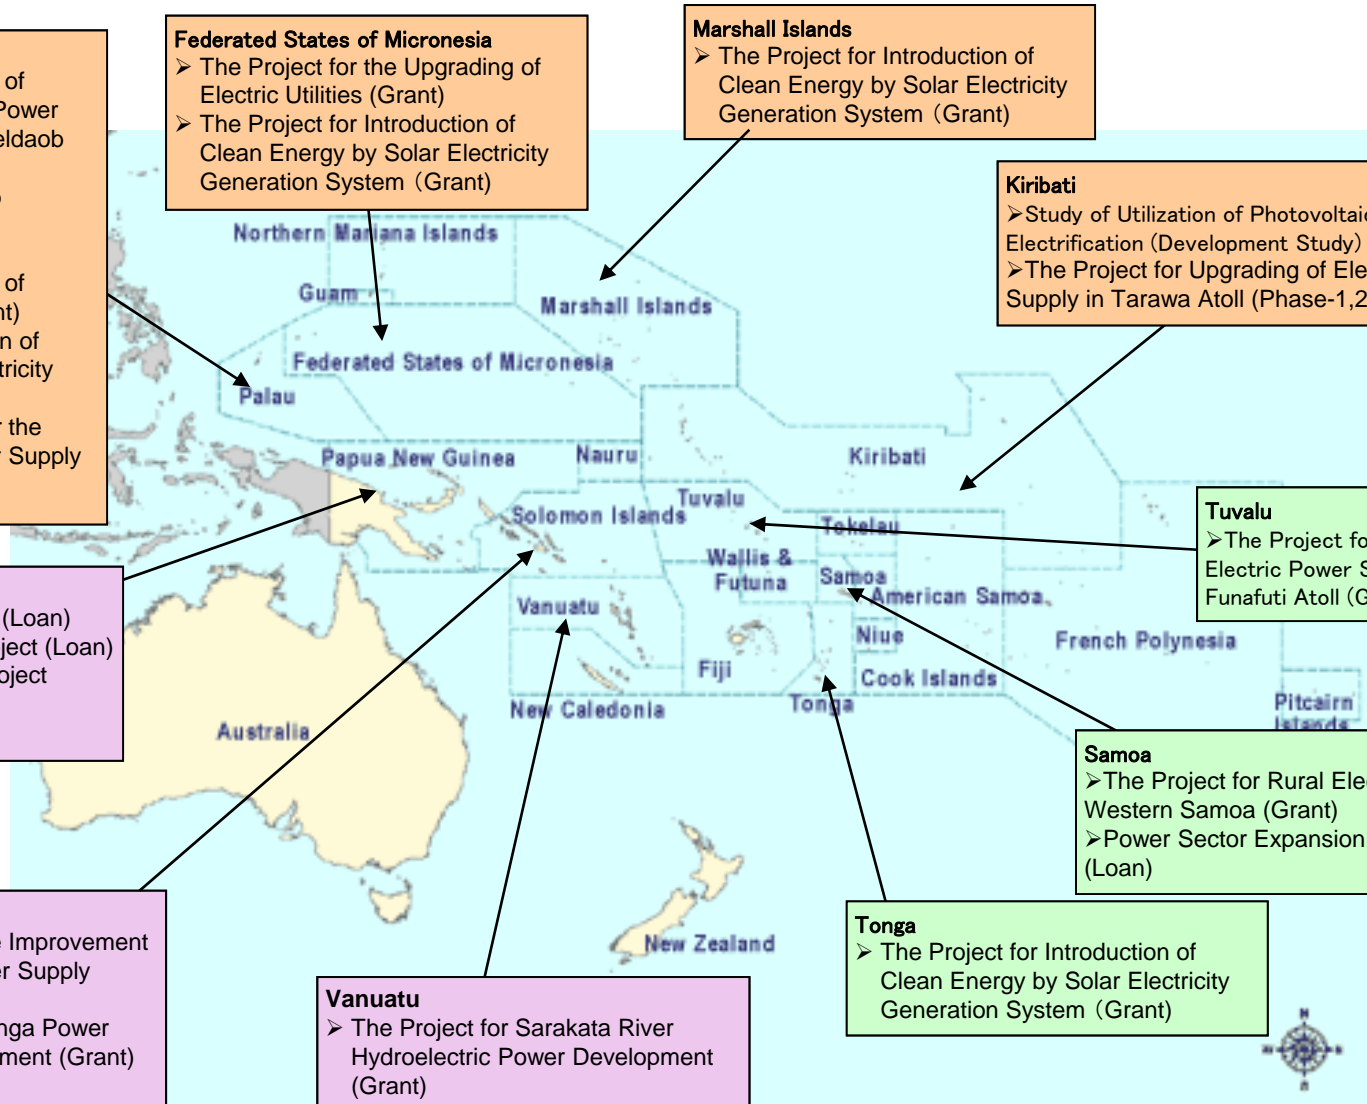 of
Power
eldaob
of
nt)
n of
tricity
r the
r Supply
Federated States of Micronesia
➢ The Project for the Upgrading of
Electric Utilities (Grant)
➢ The Project for Introduction of
Clean Energy by Solar Electricity
Generation System (Grant)
Marshall Islands
➢ The Project for Introduction of
Clean Energy by Solar Electricity
Generation System (Grant)
Kiribati
➢Study of Utilization of Photovoltaic
Electrification (Development Study)
➢The Project for Upgrading of Ele
Supply in Tarawa Atoll (Phase-1,2
Northern Mariana Islands
Guam
Marshall Islands
Federated States of Micronesia
Palau
Papua New Guinea
Nauru
Kiribati
Solomon Islands
Tuvalu
Tokelau
Wallis &
Futuna
Samoa
American Samoa
Vanuatu
Niue
Fiji
French Polynesia
Cook Islands
New Caledonia
Tonga
Pitcairn
Islands
Australia
New Zealand
Tuvalu
➢The Project fo
Electric Power S
Funafuti Atoll (G
(Loan)
ject (Loan)
oject
Samoa
➢The Project for Rural Elec
Western Samoa (Grant)
➢Power Sector Expansion
(Loan)
e Improvement
er Supply
nga Power
ment (Grant)
Vanuatu
➢ The Project for Sarakata River
Hydroelectric Power Development
(Grant)
Tonga
➢ The Project for Introduction of
Clean Energy by Solar Electricity
Generation System (Grant)
N